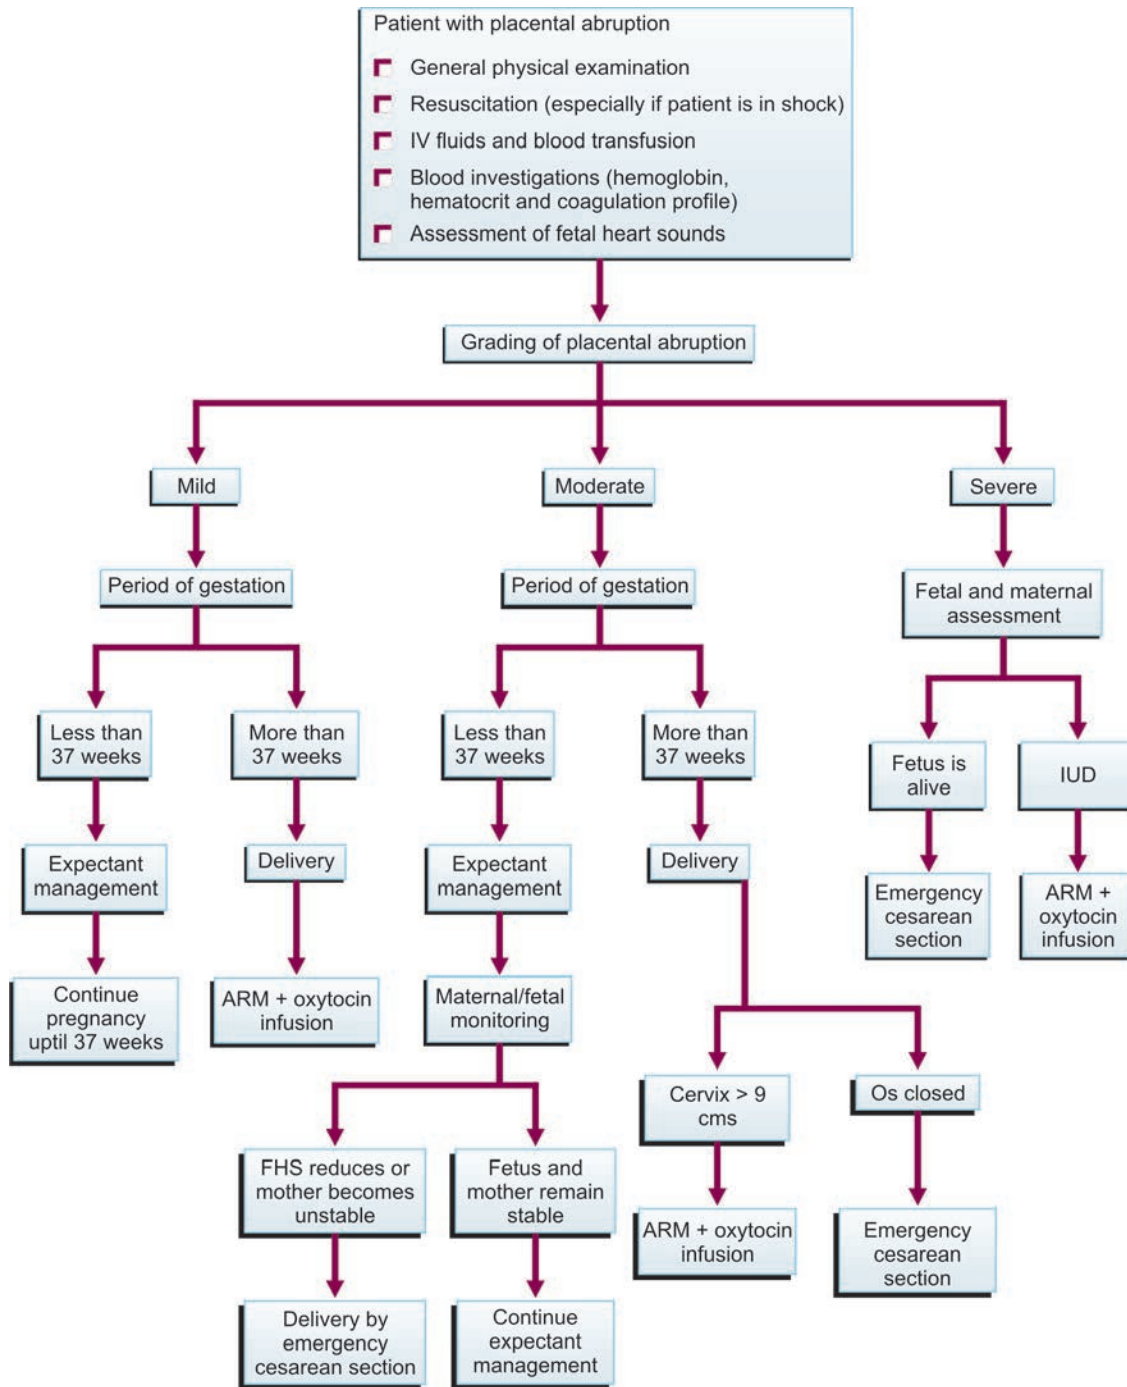 Patient with placental abruption
General physical examination
Resuscitation (especially if patient is in shock)
IV fluids and blood transfusion
Blood investigations (hemoglobin,
hematocrit and coagulation profile)
Assessment of fetal heart sounds
Grading of placental abruption
Mild
Moderate
Severe
Period of gestation
Period of gestation
Fetal and maternal
assessment
Less than
37 weeks
More than
37 weeks
Less than
37 weeks
More than
37 weeks
Fetus is
alive
IUD
Expectant
management
Delivery
Expectant
management
Delivery
Emergency
cesarean
section
ARM +
oxytocin
infusion
Continue
pregnancy
uptil 37 weeks
ARM + oxytocin
infusion
Maternal/fetal
monitoring
Cervix > 9
cms
Os closed
FHS reduces or
mother becomes
unstable
Fetus and
mother remain
stable
ARM + oxytocin
infusion
Emergency
cesarean
section
Delivery by
emergency
cesarean section
Continue
expectant
management